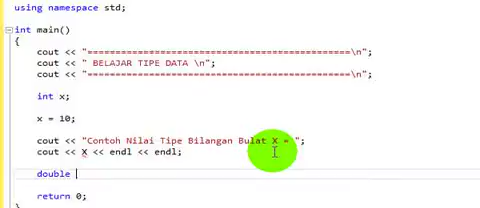 using namespace std;
int main()
{
cout << "============================================\n";
cout << " BELAJAR TIPE DATA \n";
cout << "============================================\n";
int x;
x = 10;
cout << "Contoh Nilai Tipe Bilangan Bulat X = ";
cout << X << endl << endl;
double
return 0;
}